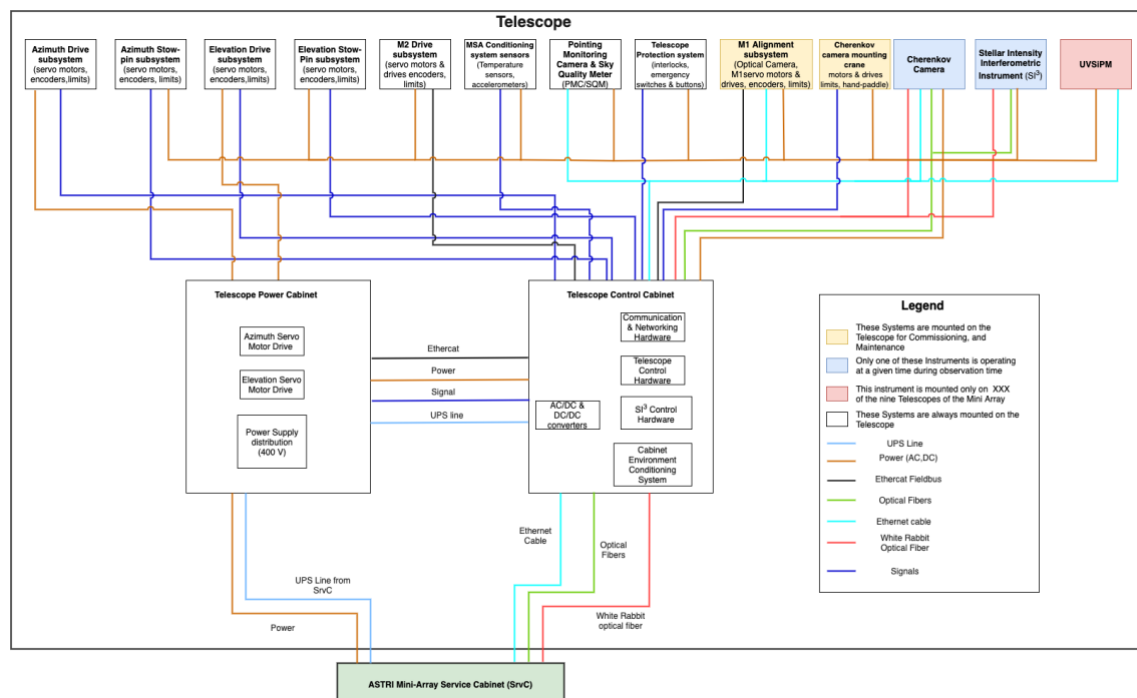 Telescope
Azimuth Drive
subsystem
(servo motors,
encoders,limits)
Azimuth Stow-
pin subsystem
(servo motors,
encoders, limits)
Elevation Drive
subsystem
(servo motors,
encoders,limits)
Elevation Stow-
Pin subsystem
(servo motors,
encoders,limits)
M2 Drive
subsystem
(servo motors &
drives encoders,
limits)
MSA Conditioning
system sensors
(Temperature
sensors,
accelerometers)
Pointing
Monitoring
Camera & Sky
Quality Meter
(PMC/SQM)
Telescope
Protection system
(interlocks,
emergency
switches & buttons)
M1 Alignment
subsystem
(Optical Camera,
M1servo motors &
drives, encoders, limits)
Cherenkov
camera mounting
crane
motors & drives
limits, hand-paddle)
Cherenkov
Camera
Stellar Intensity
Interferometric
Instrument (SI³)
UVSiPM
Telescope Power Cabinet
Azimuth Servo
Motor Drive
Elevation Servo
Motor Drive
Power Supply
distribution
(400 V)
Ethercat
Power
Signal
UPS line
Telescope Control Cabinet
Communication
& Networking
Hardware
Telescope
Control
Hardware
AC/DC &
DC/DC
converters
SI³ Control
Hardware
Cabinet
Environment
Conditioning
System
Legend
These Systems are mounted on the
Telescope for Commissioning, and
Maintenance
Only one of these Instruments is operating
at a given time during observation time
This instrument is mounted only on XXX
of the nine Telescopes of the Mini Array
These Systems are always mounted on the
Telescope
UPS Line
Power (AC,DC)
Ethercat Fieldbus
Optical Fibers
Ethernet cable
White Rabbit
Optical Fiber
Signals
Ethernet
Cable
Optical
Fibers
UPS Line from
SrvC
Power
White Rabbit
optical fiber
ASTRI Mini-Array Service Cabinet (SrvC)